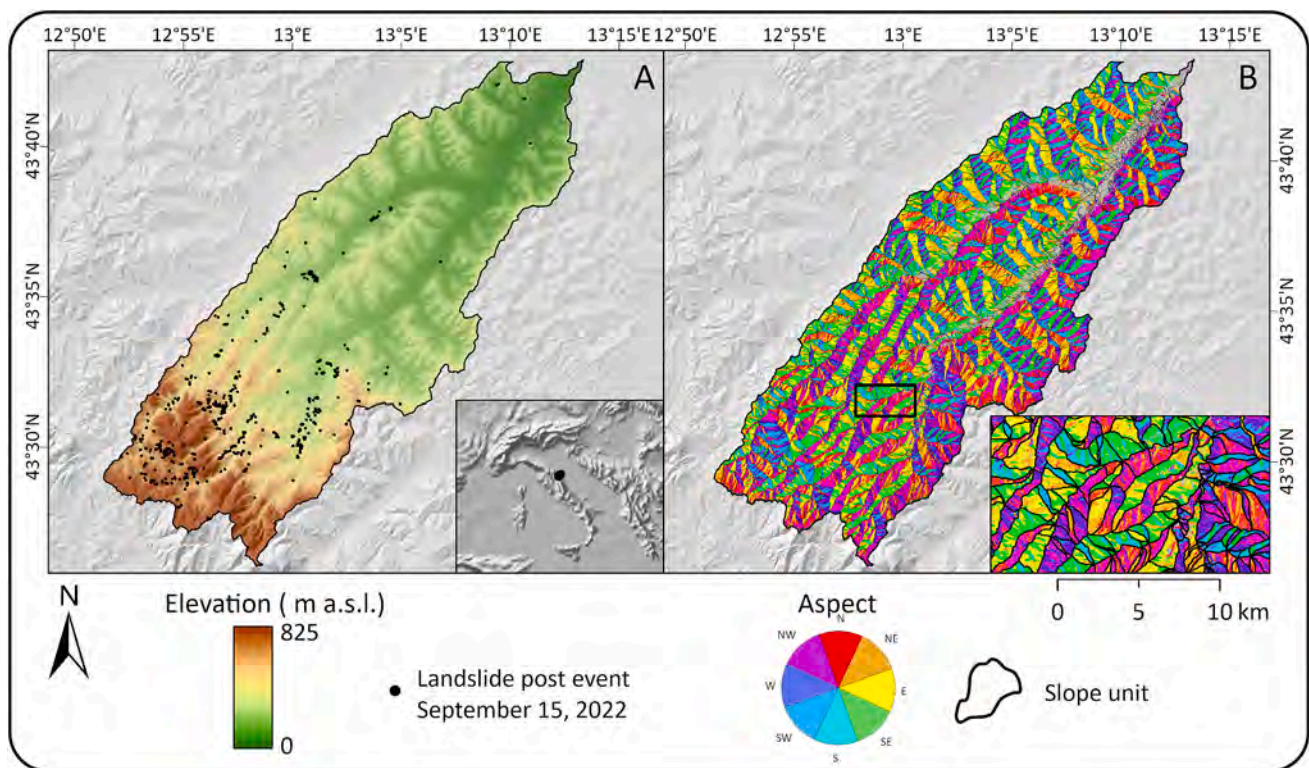 12°50'E 12°55'E 13°E 13°5'E 13°10'E 13°15'E 12°50'E 12°55'E 13°E 13°5'E 13°10'E 13°15'E
A
B
43°40'N
43°35'N
43°30'N
43°40'N
43°35'N
43°30'N
N
Elevation ( m a.s.l.)
825
0
Landslide post event
September 15, 2022
Aspect
N
NE
E
SE
S
SW
W
NW
0 5 10 km
Slope unit